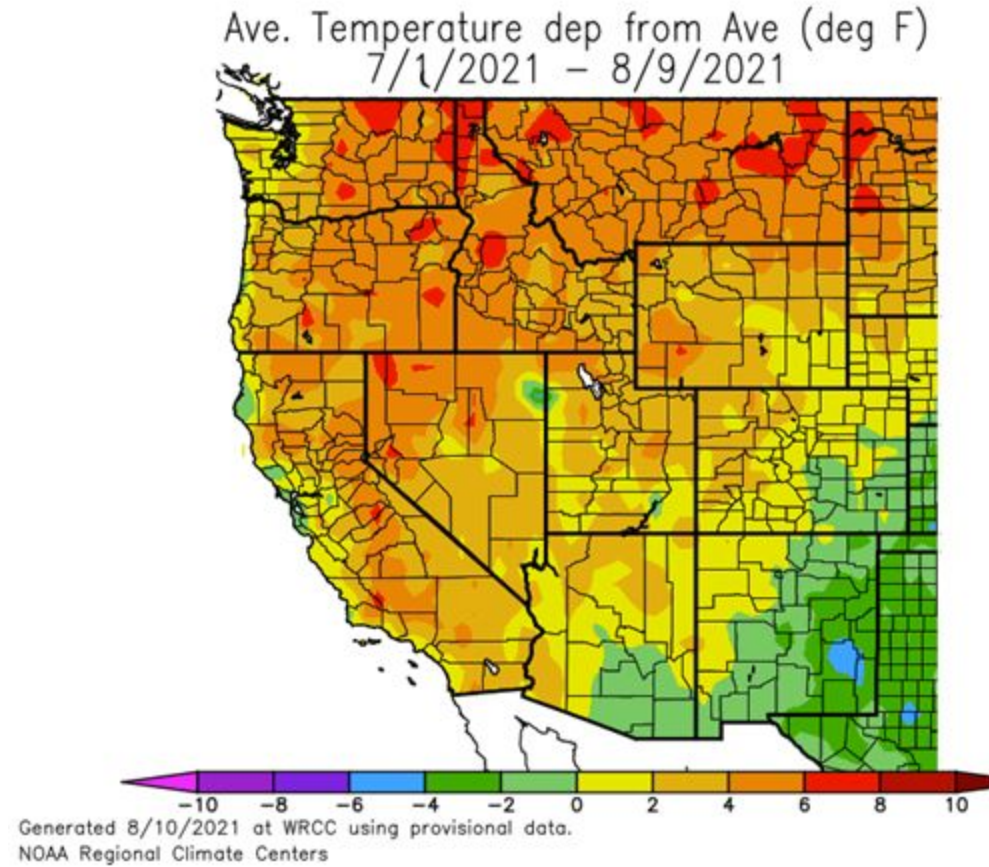 Ave. Temperature dep from Ave (deg F)
7/1/2021 – 8/9/2021
-10 -8 -6 -4 -2 0 2 4 6 8 10
Generated 8/10/2021 at WRCC using provisional data.
NOAA Regional Climate Centers